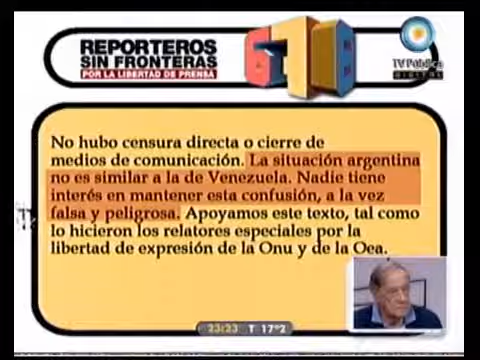 REPORTEROS
SIN FRONTERAS
POR LA LIBERTAD DE PRENSA
678
TV Pública
DIGITAL
No hubo censura directa o cierre de
medios de comunicación. La situación argentina
no es similar a la de Venezuela. Nadie tiene
interés en mantener esta confusión, a la vez
falsa y peligrosa. Apoyamos este texto, tal como
lo hicieron los relatores especiales por la
libertad de expresión de la Onu y de la Oea.
23:23 T 17º2